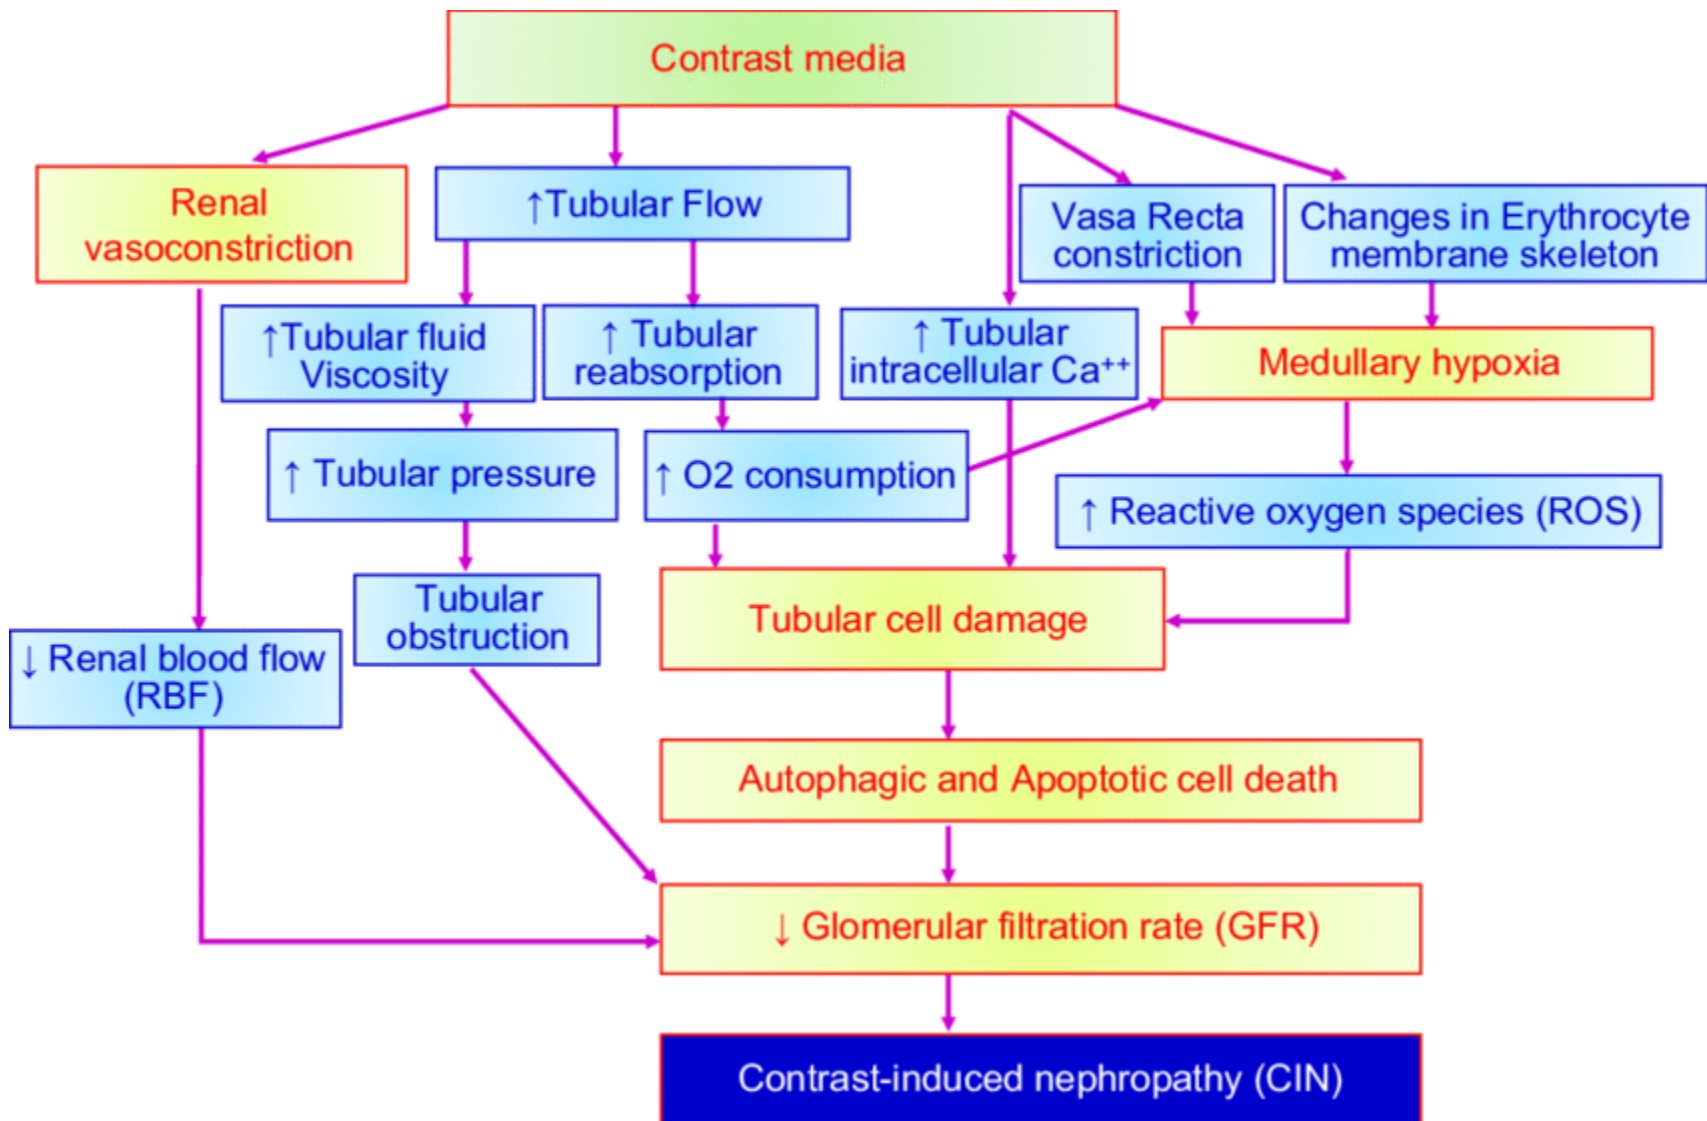 Contrast media
Renal
vasoconstriction
↑Tubular Flow
Vasa Recta
constriction
Changes in Erythrocyte
membrane skeleton
↑Tubular fluid
Viscosity
↑ Tubular
reabsorption
↑ Tubular
intracellular Ca⁺⁺
Medullary hypoxia
↑ Tubular pressure
↑ O2 consumption
↑ Reactive oxygen species (ROS)
Tubular
obstruction
Tubular cell damage
↓ Renal blood flow
(RBF)
Autophagic and Apoptotic cell death
↓ Glomerular filtration rate (GFR)
Contrast-induced nephropathy (CIN)